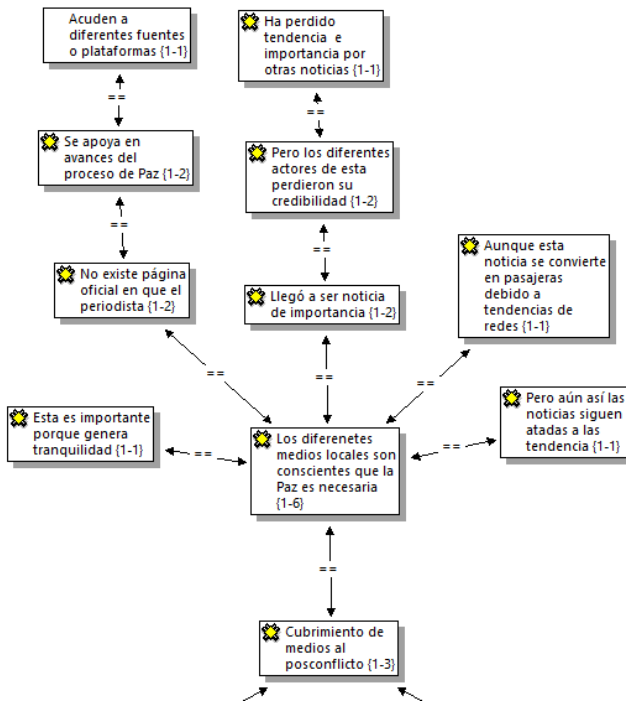 Acuden a
diferentes fuentes
o plataformas {1-1}
Ha perdido
tendencia e
importancia por
otras noticias {1-1}
==
==
Se apoya en
avances del
proceso de Paz {1-2}
Pero los diferentes
actores de esta
perdieron su
credibilidad {1-2}
==
==
No existe página
oficial en que el
periodista {1-2}
Llegó a ser noticia
de importancia {1-2}
Aunque esta
noticia se convierte
en pasajeras
debido a
tendencias de
redes {1-1}
==
==
==
Esta es importante
porque genera
tranquilidad {1-1}
==
Los diferenetes
medios locales son
conscientes que la
Paz es necesaria
{1-6}
==
Pero aún así las
noticias siguen
atadas a las
tendencia {1-1}
==
Cubrimiento de
medios al
posconflicto {1-3}